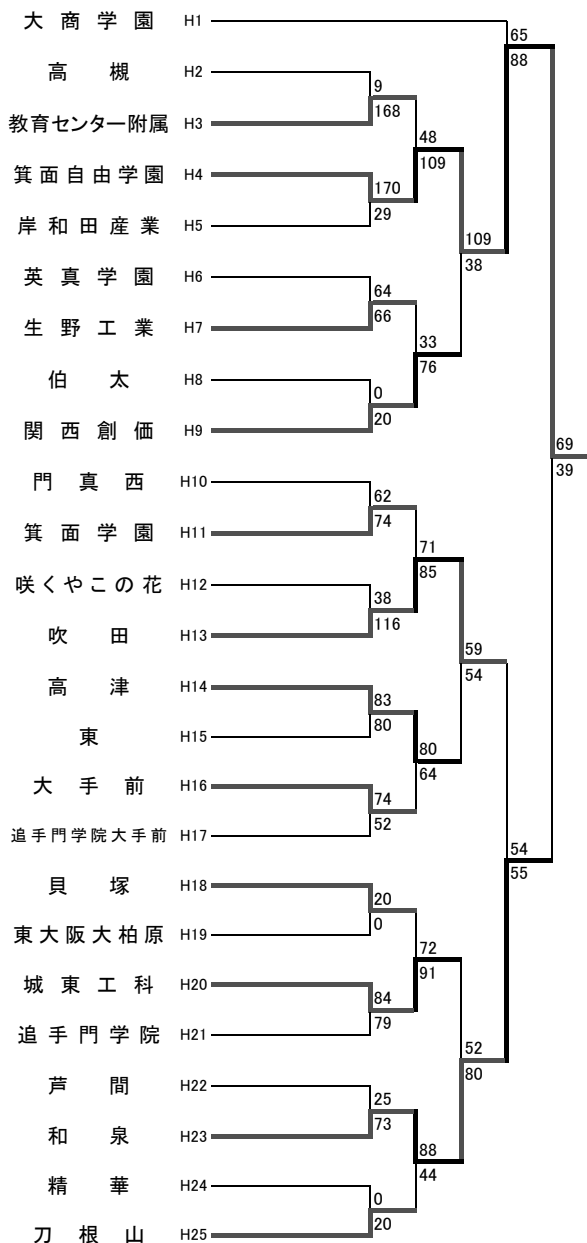 大商学園 H1
65
88
高槻 H2
9
168
教育センター附属 H3
48
109
箕面自由学園 H4
170
29
岸和田産業 H5
109
38
英真学園 H6
64
66
生野工業 H7
33
76
伯太 H8
0
20
関西創価 H9
69
39
門真西 H10
62
74
箕面学園 H11
71
85
咲くやこの花 H12
38
116
吹田 H13
59
54
高津 H14
83
80
東 H15
80
64
大手前 H16
74
52
追手門学院大手前 H17
54
55
貝塚 H18
20
0
東大阪大柏原 H19
72
91
城東工科 H20
84
79
追手門学院 H21
52
80
芦間 H22
25
73
和泉 H23
88
44
精華 H24
0
20
刀根山 H25